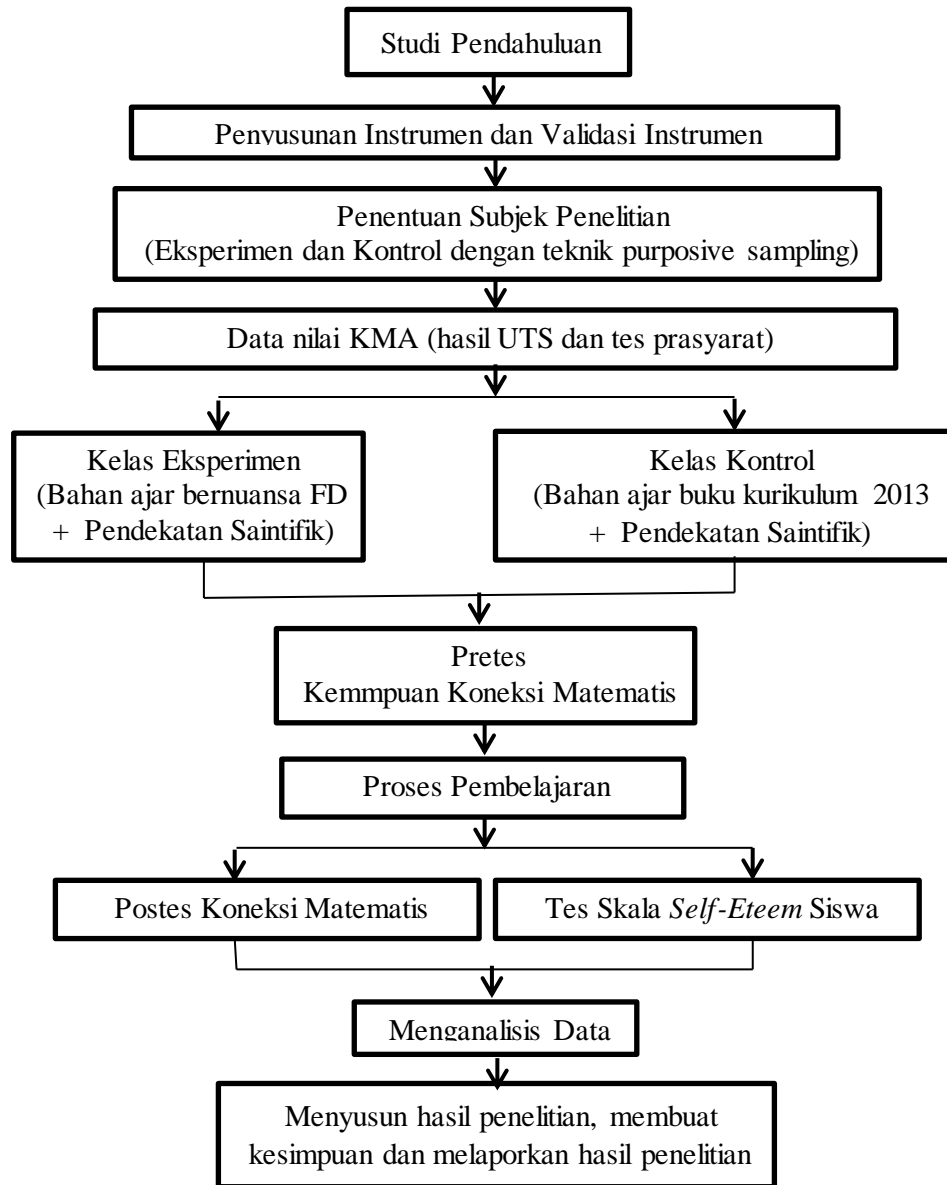 Studi Pendahuluan
Penyusunan Instrumen dan Validasi Instrumen
Penentuan Subjek Penelitian
(Eksperimen dan Kontrol dengan teknik purposive sampling)
Data nilai KMA (hasil UTS dan tes prasyarat)
Kelas Eksperimen
(Bahan ajar bernuansa FD
+ Pendekatan Saintifik)
Kelas Kontrol
(Bahan ajar buku kurikulum 2013
+ Pendekatan Saintifik)
Pretes
Kemmpuan Koneksi Matematis
Proses Pembelajaran
Postes Koneksi Matematis
Tes Skala Self-Eteem Siswa
Menganalisis Data
Menyusun hasil penelitian, membuat
kesimpuan dan melaporkan hasil penelitian